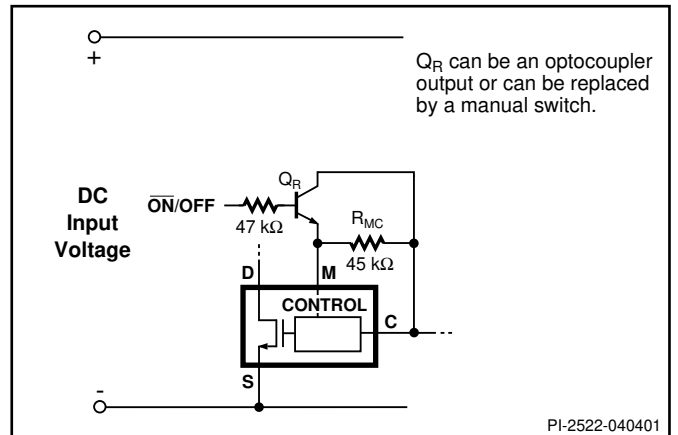 +
Q_R can be an optocoupler
output or can be replaced
by a manual switch.
Q_R
DC
Input
Voltage
O̅N̅/OFF
47 kΩ
R_MC
45 kΩ
D
M
CONTROL
C
S
-
PI-2522-040401